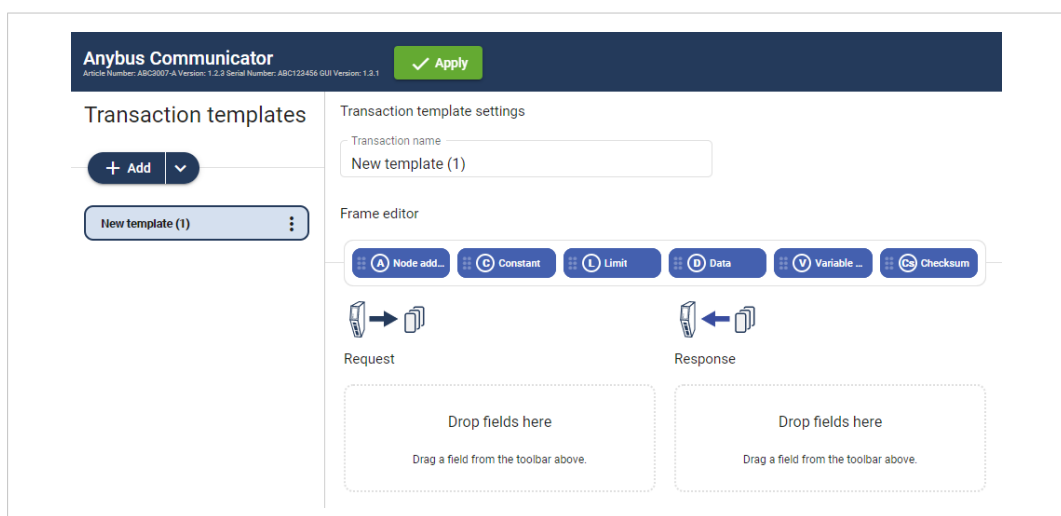 Anybus Communicator
Article Number: ABC3007-A Version: 1.2.3 Serial Number: ABC123456 GUI Version: 1.3.1
Apply
Transaction templates
Add
New template (1)
Transaction template settings
Transaction name
New template (1)
Frame editor
A Node add...
C Constant
L Limit
D Data
V Variable ...
Cs Checksum
Request
Drop fields here
Drag a field from the toolbar above.
Response
Drop fields here
Drag a field from the toolbar above.